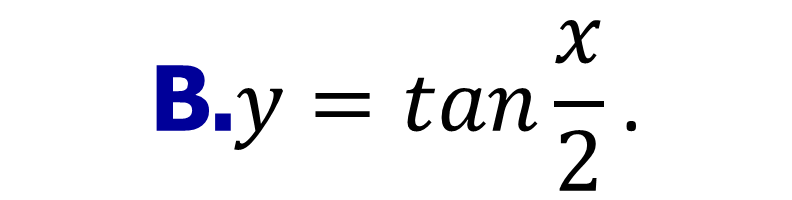 B. y = tan x/2 .